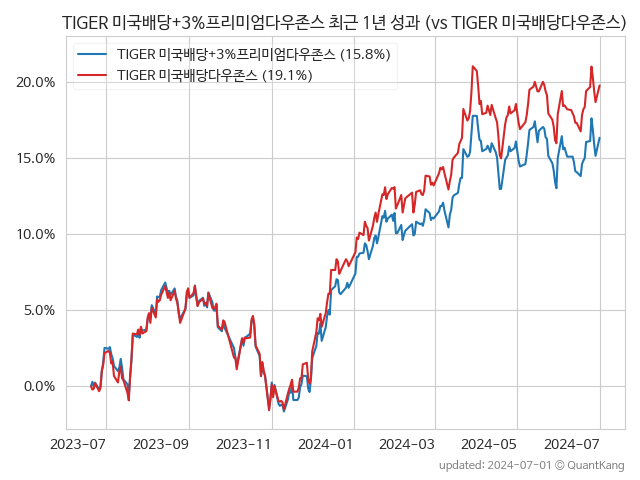 TIGER 미국배당+3%프리미엄다우존스 최근 1년 성과 (vs TIGER 미국배당다우존스)
TIGER 미국배당+3%프리미엄다우존스 (15.8%)
TIGER 미국배당다우존스 (19.1%)
20.0%
15.0%
10.0%
5.0%
0.0%
2023-07 2023-09 2023-11 2024-01 2024-03 2024-05 2024-07
updated: 2024-07-01 © QuantKang